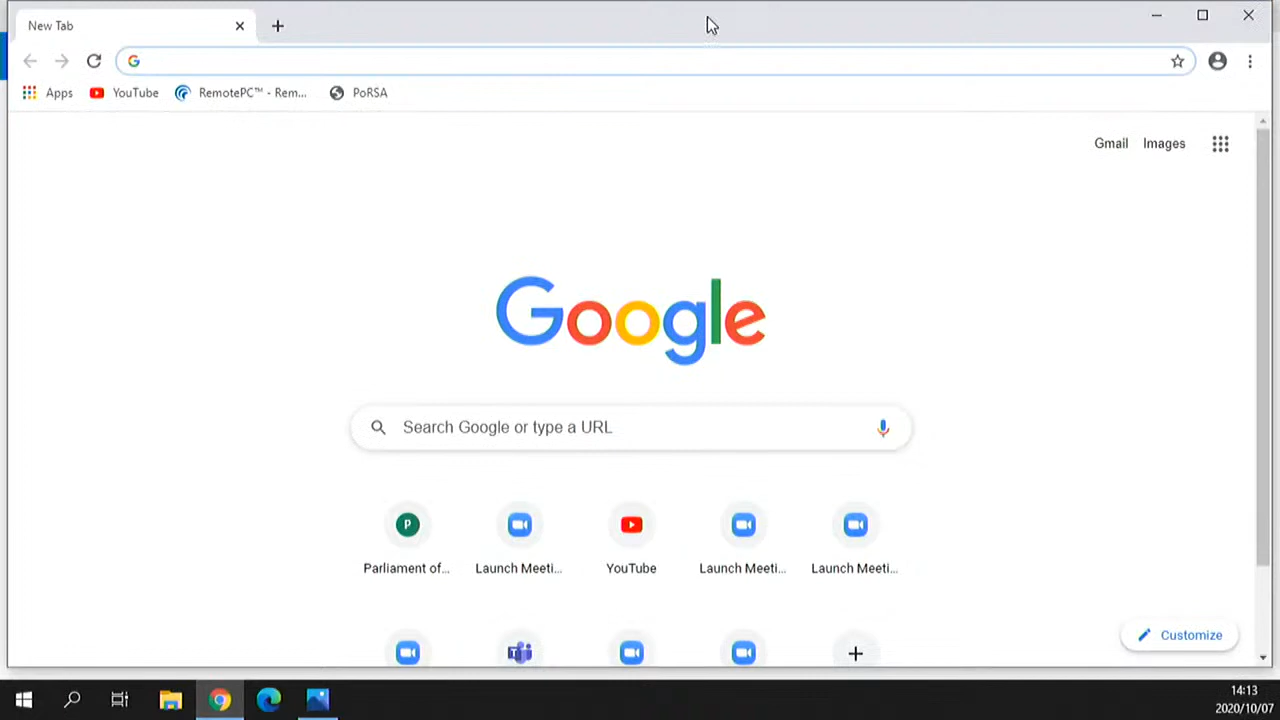 New Tab
Apps YouTube RemotePC™ - Rem... PoRSA
Gmail Images
Google
Search Google or type a URL
P
Parliament of... Launch Meeti... YouTube Launch Meeti... Launch Meeti...
Customize
14:13
2020/10/07